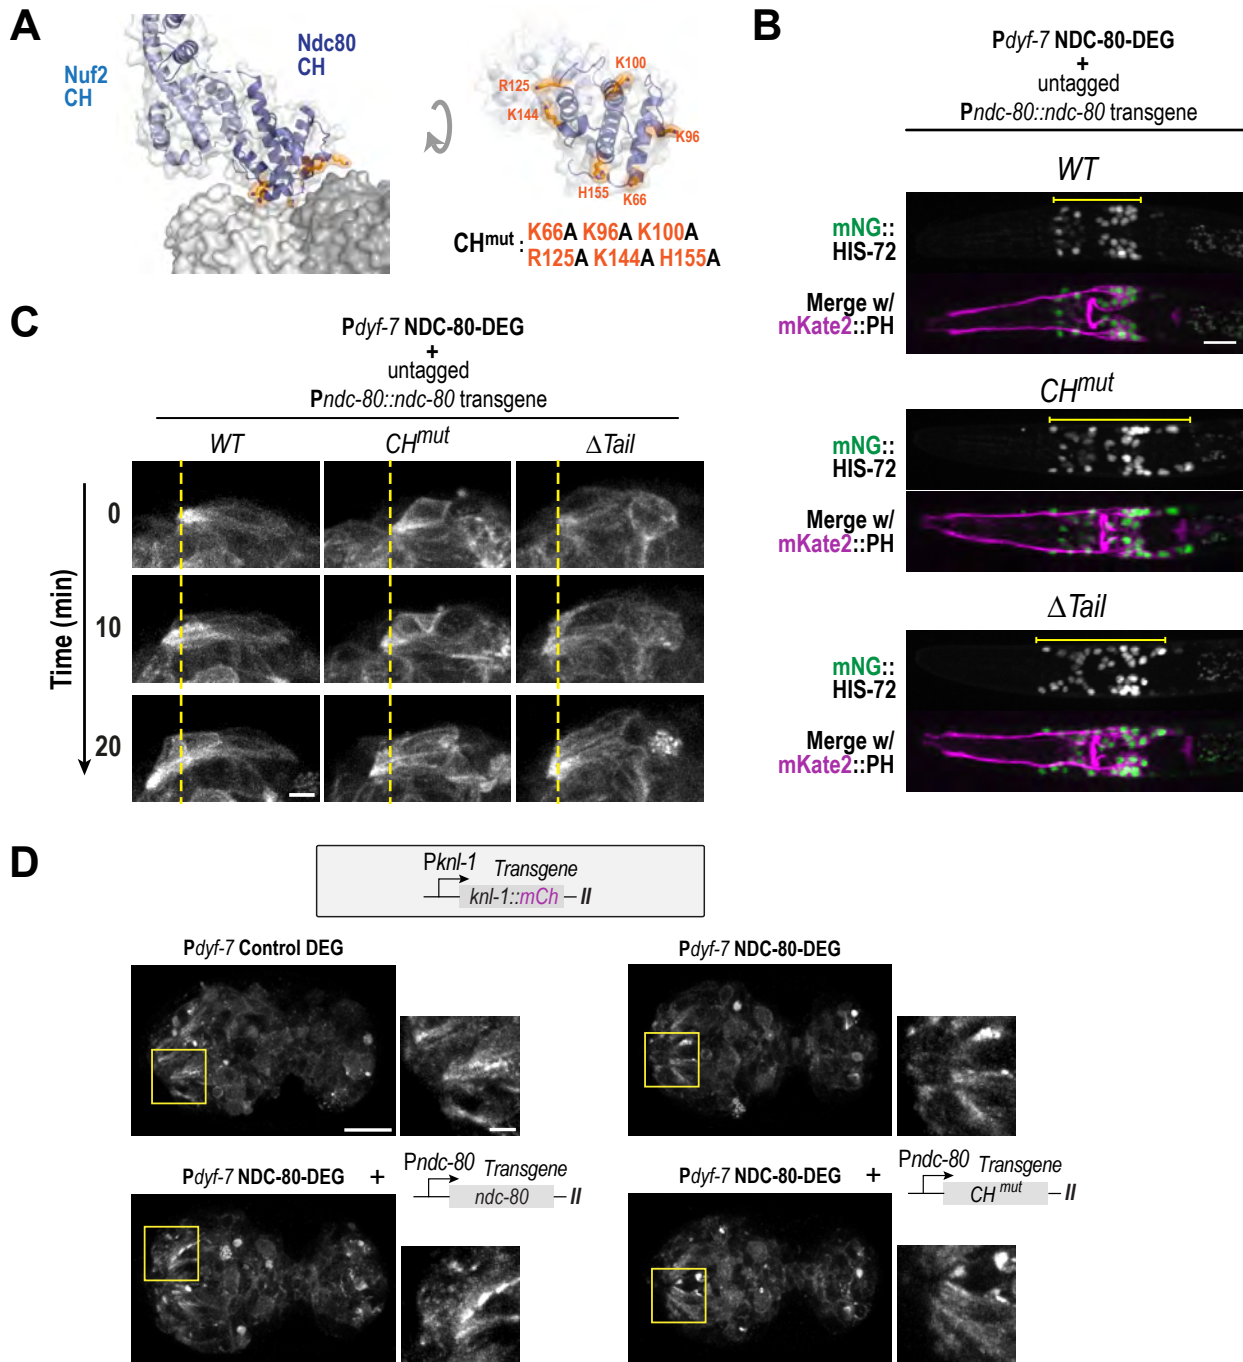 A
Nuf2
CH
Ndc80
CH
K100
R125
K144
K96
H155
K66
CHmut : K66A K96A K100A
R125A K144A H155A
B
Pdyf-7 NDC-80-DEG
+
untagged
Pndc-80::ndc-80 transgene
WT
mNG::
HIS-72
Merge w/
mKate2::PH
CHmut
mNG::
HIS-72
Merge w/
mKate2::PH
ΔTail
mNG::
HIS-72
Merge w/
mKate2::PH
C
Pdyf-7 NDC-80-DEG
+
untagged
Pndc-80::ndc-80 transgene
WT CHmut ΔTail
Time (min)
0
10
20
D
Pknl-1 Transgene
knl-1::mCh II
Pdyf-7 Control DEG
Pdyf-7 NDC-80-DEG
Pdyf-7 NDC-80-DEG +
Pndc-80 Transgene
ndc-80 II
Pdyf-7 NDC-80-DEG +
Pndc-80 Transgene
CH mut II